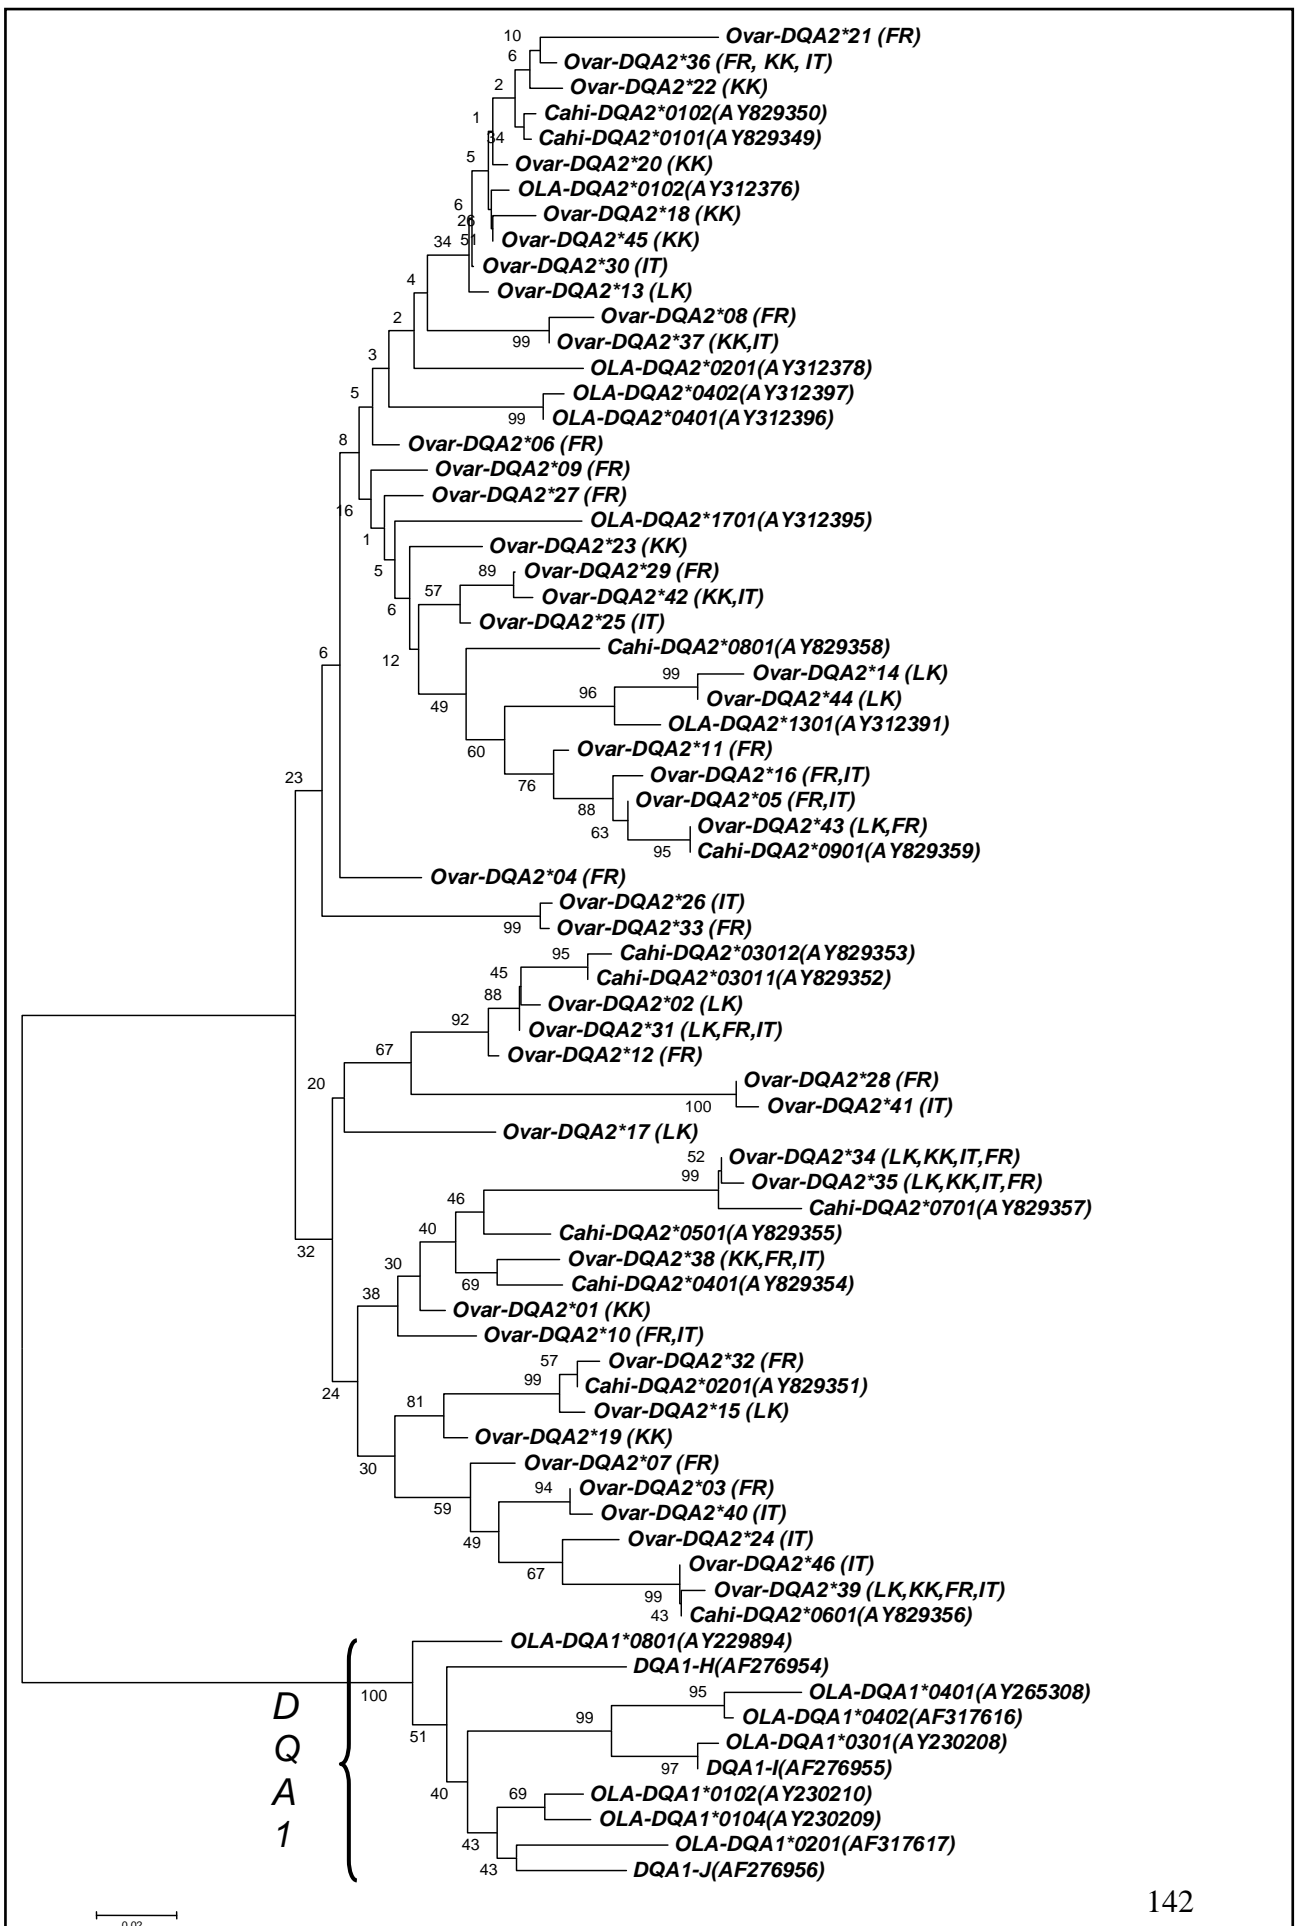 10
Ovar-DQA2*21 (FR)
6
Ovar-DQA2*36 (FR, KK, IT)
2
Ovar-DQA2*22 (KK)
Cahi-DQA2*0102(AY829350)
1
34
Cahi-DQA2*0101(AY829349)
5
Ovar-DQA2*20 (KK)
OLA-DQA2*0102(AY312376)
6
26
Ovar-DQA2*18 (KK)
34
51
Ovar-DQA2*45 (KK)
Ovar-DQA2*30 (IT)
4
Ovar-DQA2*13 (LK)
2
Ovar-DQA2*08 (FR)
99
Ovar-DQA2*37 (KK,IT)
3
OLA-DQA2*0201(AY312378)
5
OLA-DQA2*0402(AY312397)
99
OLA-DQA2*0401(AY312396)
8
Ovar-DQA2*06 (FR)
Ovar-DQA2*09 (FR)
16
Ovar-DQA2*27 (FR)
1
OLA-DQA2*1701(AY312395)
Ovar-DQA2*23 (KK)
5
89
Ovar-DQA2*29 (FR)
57
6
Ovar-DQA2*42 (KK,IT)
Ovar-DQA2*25 (IT)
6
12
Cahi-DQA2*0801(AY829358)
99
Ovar-DQA2*14 (LK)
96
49
Ovar-DQA2*44 (LK)
OLA-DQA2*1301(AY312391)
60
Ovar-DQA2*11 (FR)
23
76
Ovar-DQA2*16 (FR,IT)
88
Ovar-DQA2*05 (FR,IT)
63
Ovar-DQA2*43 (LK,FR)
95
Cahi-DQA2*0901(AY829359)
Ovar-DQA2*04 (FR)
Ovar-DQA2*26 (IT)
99
Ovar-DQA2*33 (FR)
95
Cahi-DQA2*03012(AY829353)
45
Cahi-DQA2*03011(AY829352)
88
Ovar-DQA2*02 (LK)
92
Ovar-DQA2*31 (LK,FR,IT)
67
Ovar-DQA2*12 (FR)
20
Ovar-DQA2*28 (FR)
100
Ovar-DQA2*41 (IT)
Ovar-DQA2*17 (LK)
52
Ovar-DQA2*34 (LK,KK,IT,FR)
99
Ovar-DQA2*35 (LK,KK,IT,FR)
46
Cahi-DQA2*0701(AY829357)
40
Cahi-DQA2*0501(AY829355)
32
30
Ovar-DQA2*38 (KK,FR,IT)
69
Cahi-DQA2*0401(AY829354)
38
Ovar-DQA2*01 (KK)
Ovar-DQA2*10 (FR,IT)
57
Ovar-DQA2*32 (FR)
99
Cahi-DQA2*0201(AY829351)
24
81
Ovar-DQA2*15 (LK)
Ovar-DQA2*19 (KK)
30
Ovar-DQA2*07 (FR)
94
Ovar-DQA2*03 (FR)
59
Ovar-DQA2*40 (IT)
49
Ovar-DQA2*24 (IT)
67
Ovar-DQA2*46 (IT)
99
Ovar-DQA2*39 (LK,KK,FR,IT)
43
Cahi-DQA2*0601(AY829356)
OLA-DQA1*0801(AY229894)
DQA1-H(AF276954)
100
D
Q
A
1
95
OLA-DQA1*0401(AY265308)
99
OLA-DQA1*0402(AF317616)
51
OLA-DQA1*0301(AY230208)
97
DQA1-I(AF276955)
40
69
OLA-DQA1*0102(AY230210)
OLA-DQA1*0104(AY230209)
43
OLA-DQA1*0201(AF317617)
43
DQA1-J(AF276956)
142
0.02